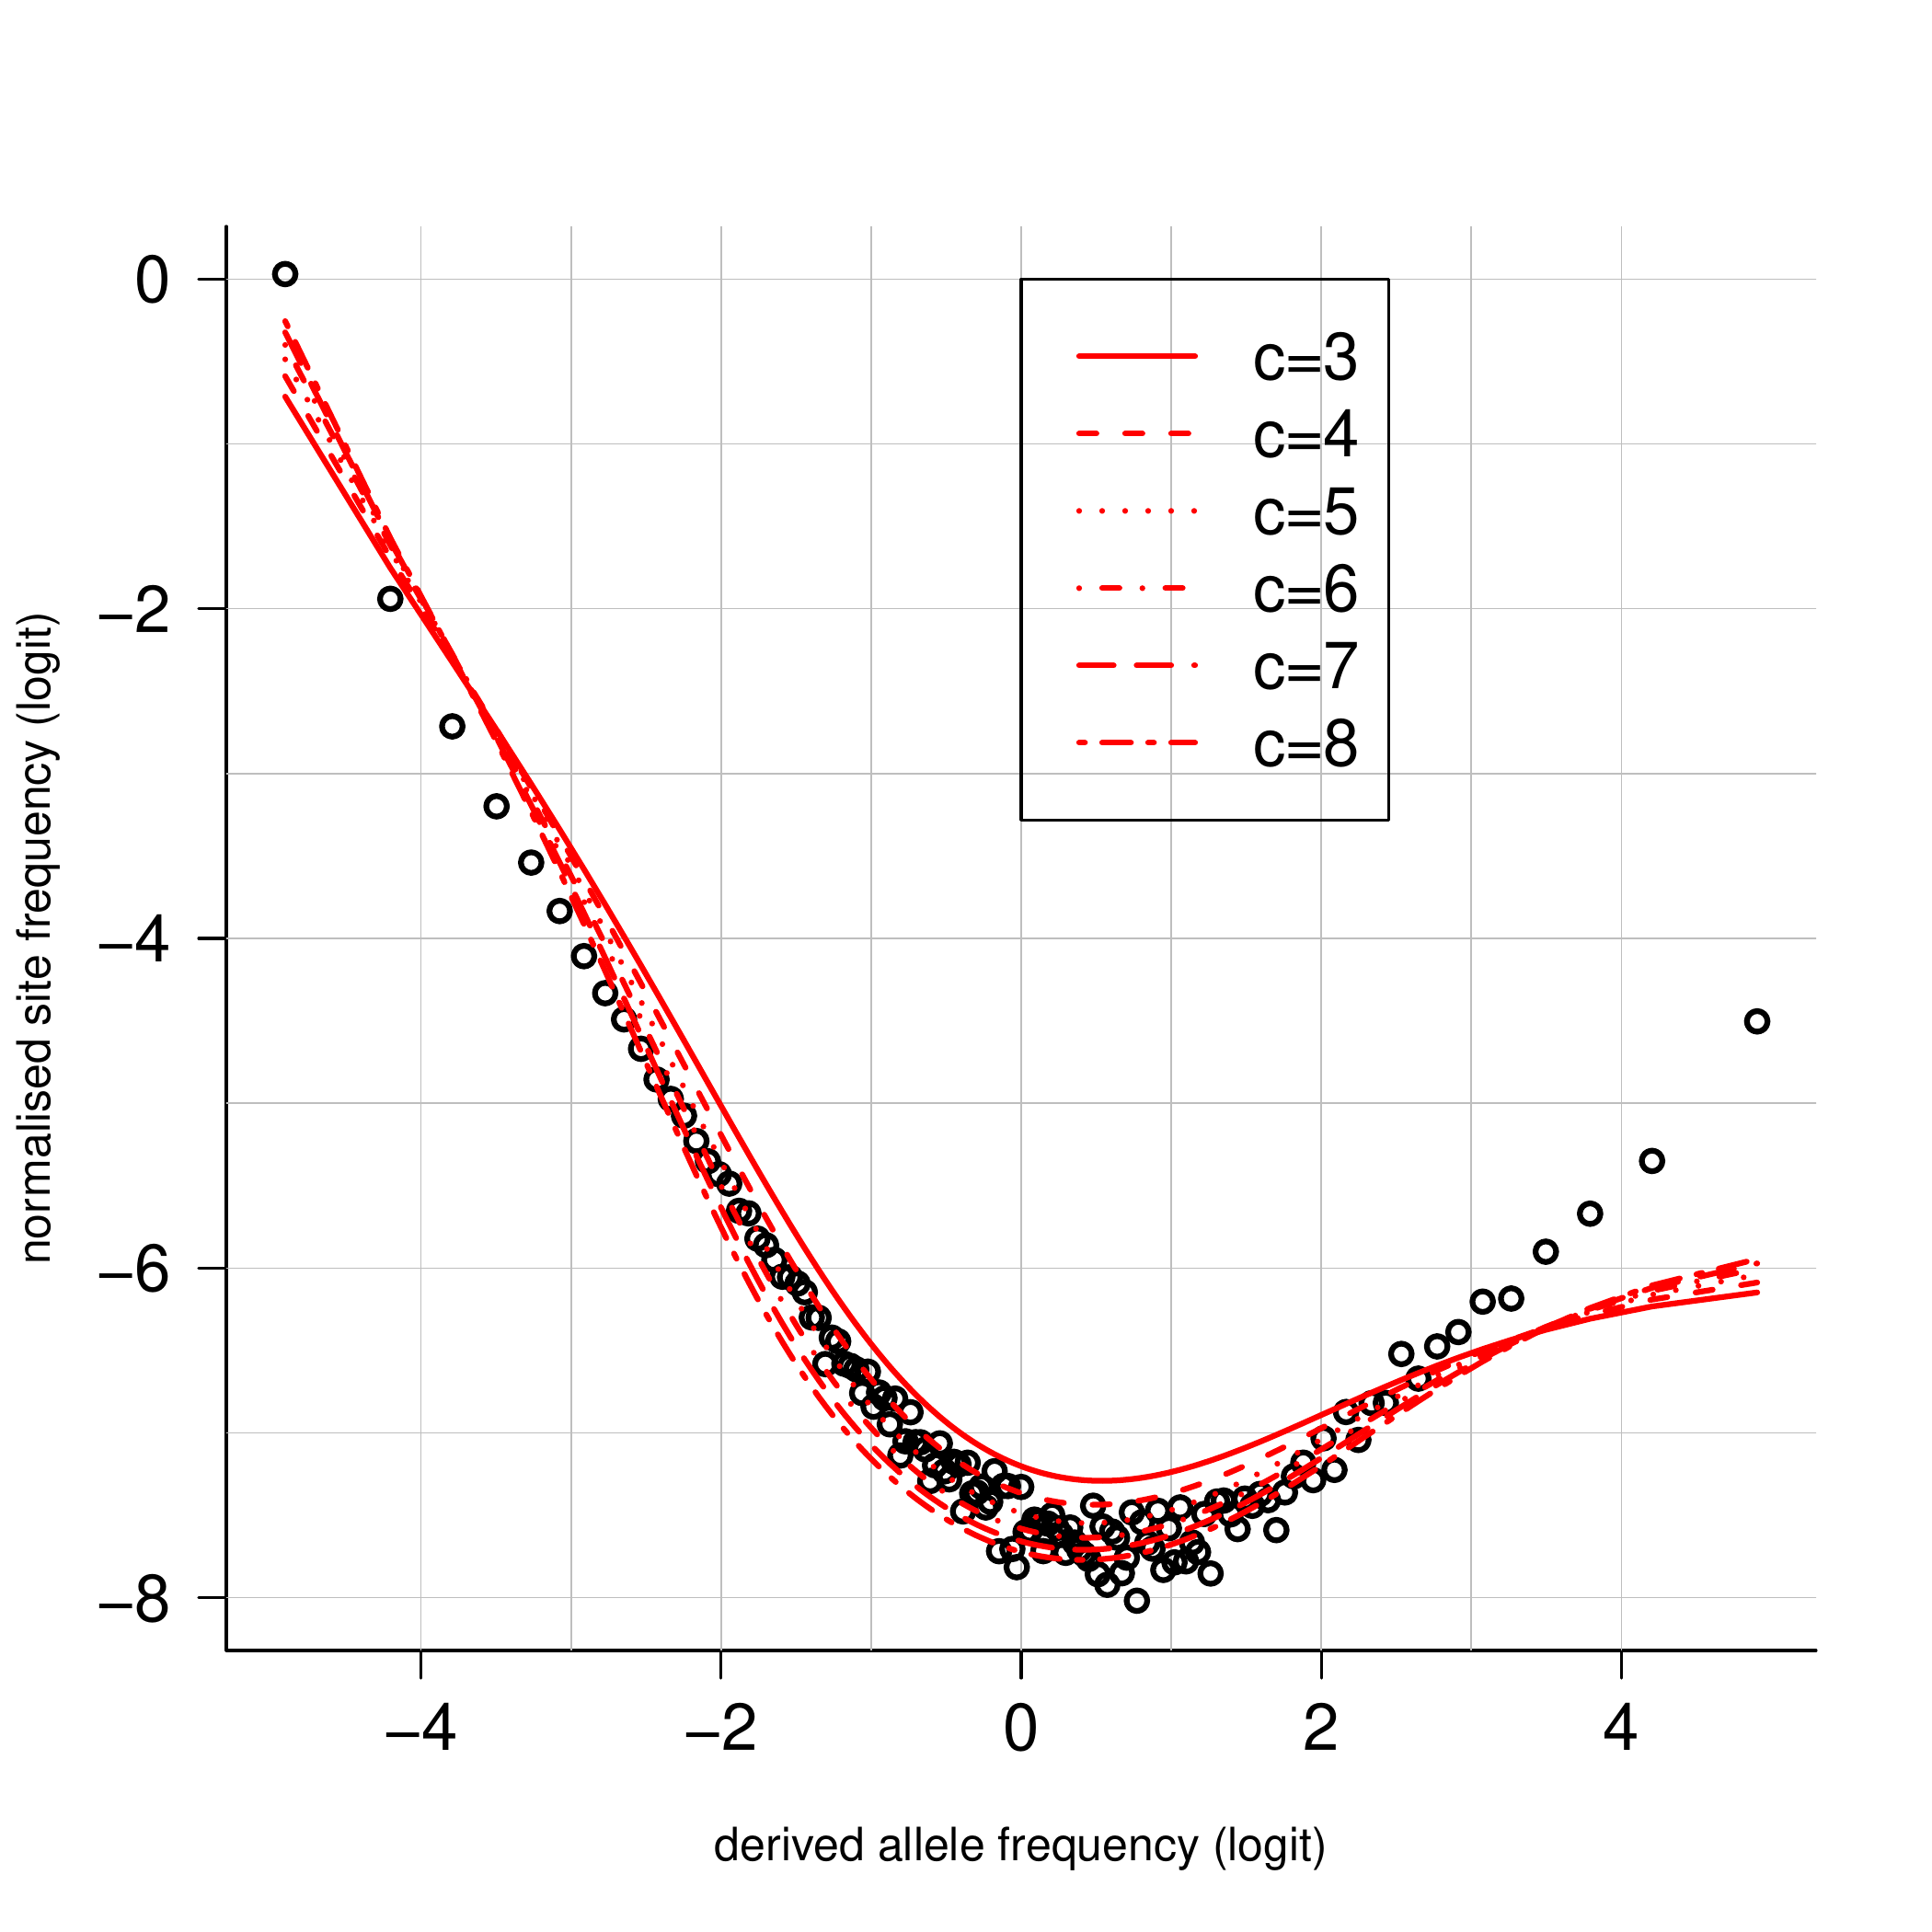 0
−2
−4
−6
−8
normalised site frequency (logit)
c=3
c=4
c=5
c=6
c=7
c=8
−4 −2 0 2 4
derived allele frequency (logit)